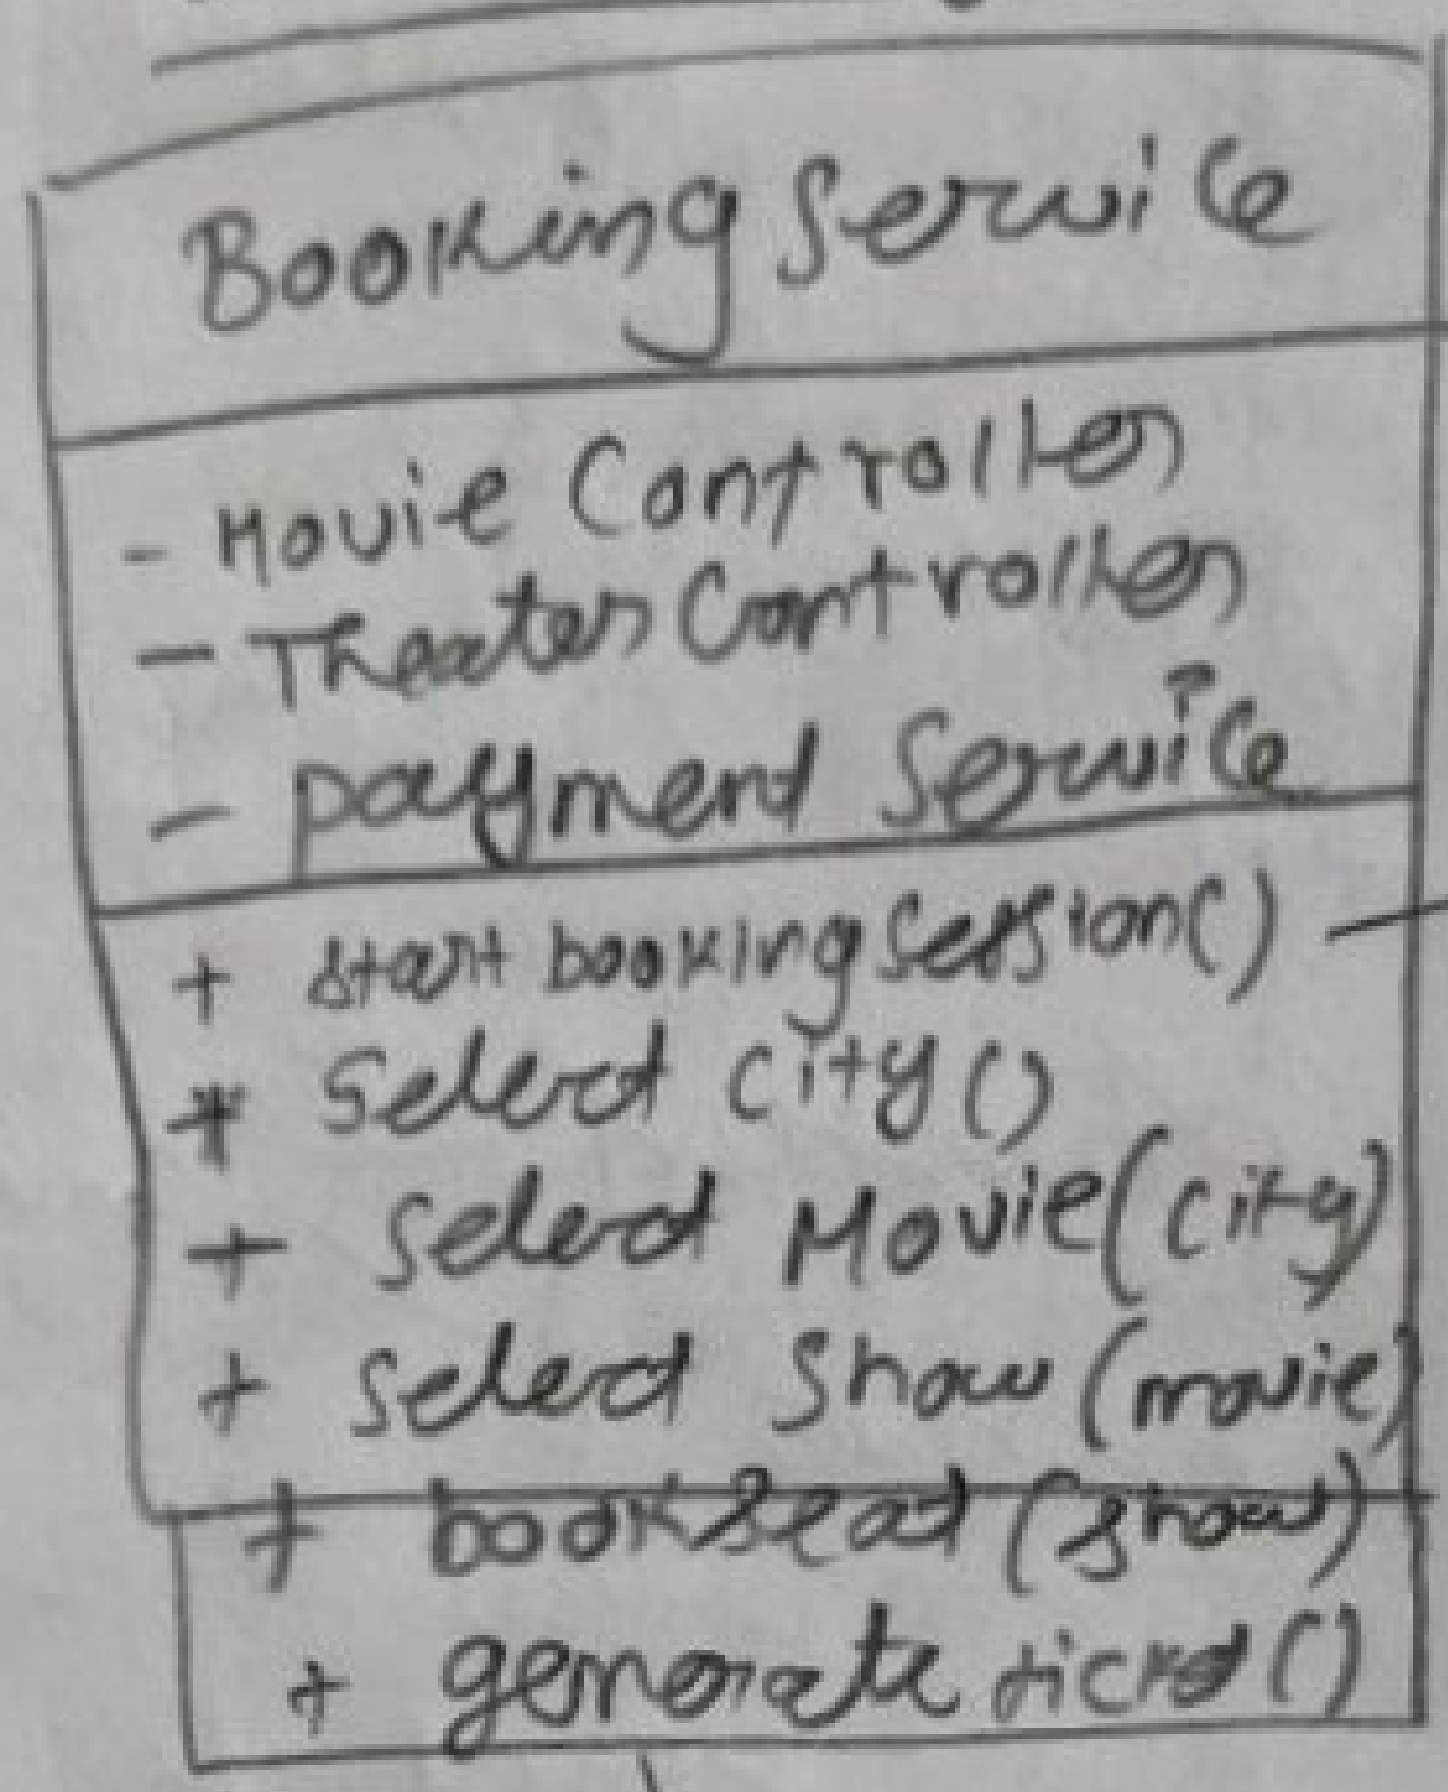 Booking Service
- Movie Controller
- Theater Controller
- payment Service
+ start booking Session()
* Select city ()
+ Select Movie (city)
+ Select Show (movie)
+ bookseat (show)
+ generate ticket ()